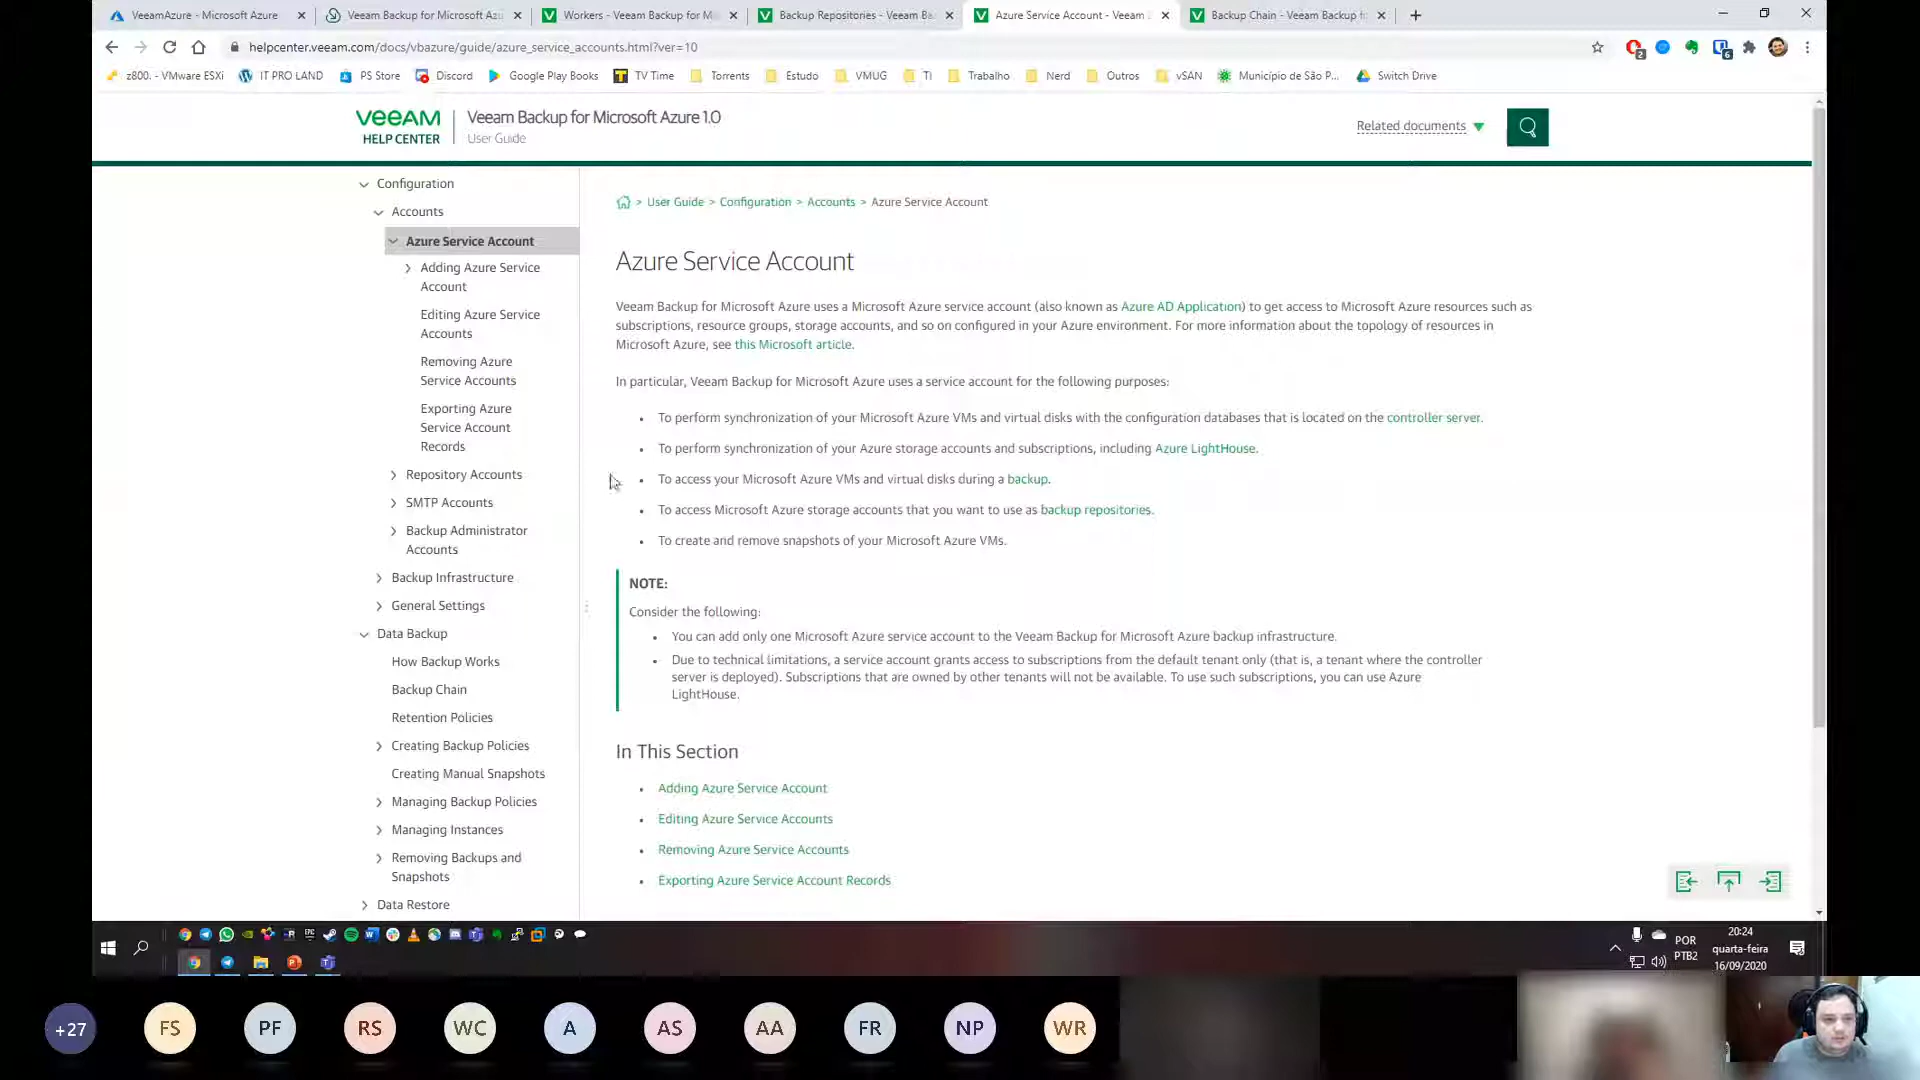 VeeamAzure - Microsoft Azure
Veeam Backup for Microsoft Azu
Workers - Veeam Backup for M
Backup Repositories - Veeam Ba
Azure Service Account - Veeam
Backup Chain - Veeam Backup f
helpcenter.veeam.com/docs/vbazure/guide/azure_service_accounts.html?ver=10
z800. - VMware ESXi
IT PRO LAND
PS Store
Discord
Google Play Books
TV Time
Torrents
Estudo
VMUG
TI
Trabalho
Nerd
Outros
vSAN
Município de São P...
Switch Drive
veeAM
HELP CENTER
Veeam Backup for Microsoft Azure 1.0
User Guide
Related documents
Configuration
Accounts
Azure Service Account
Adding Azure Service
Account
Editing Azure Service
Accounts
Removing Azure
Service Accounts
Exporting Azure
Service Account
Records
Repository Accounts
SMTP Accounts
Backup Administrator
Accounts
Backup Infrastructure
General Settings
Data Backup
How Backup Works
Backup Chain
Retention Policies
Creating Backup Policies
Creating Manual Snapshots
Managing Backup Policies
Managing Instances
Removing Backups and
Snapshots
Data Restore
> User Guide > Configuration > Accounts > Azure Service Account
Azure Service Account
Veeam Backup for Microsoft Azure uses a Microsoft Azure service account (also known as Azure AD Application) to get access to Microsoft Azure resources such as
subscriptions, resource groups, storage accounts, and so on configured in your Azure environment. For more information about the topology of resources in
Microsoft Azure, see this Microsoft article.
In particular, Veeam Backup for Microsoft Azure uses a service account for the following purposes:
• To perform synchronization of your Microsoft Azure VMs and virtual disks with the configuration databases that is located on the controller server.
• To perform synchronization of your Azure storage accounts and subscriptions, including Azure LightHouse.
• To access your Microsoft Azure VMs and virtual disks during a backup.
• To access Microsoft Azure storage accounts that you want to use as backup repositories.
• To create and remove snapshots of your Microsoft Azure VMs.
NOTE:
Consider the following:
• You can add only one Microsoft Azure service account to the Veeam Backup for Microsoft Azure backup infrastructure.
• Due to technical limitations, a service account grants access to subscriptions from the default tenant only (that is, a tenant where the controller
server is deployed). Subscriptions that are owned by other tenants will not be available. To use such subscriptions, you can use Azure
LightHouse.
In This Section
• Adding Azure Service Account
• Editing Azure Service Accounts
• Removing Azure Service Accounts
• Exporting Azure Service Account Records
POR
PTB2
20:24
quarta-feira
16/09/2020
+27
FS
PF
RS
WC
A
AS
AA
FR
NP
WR